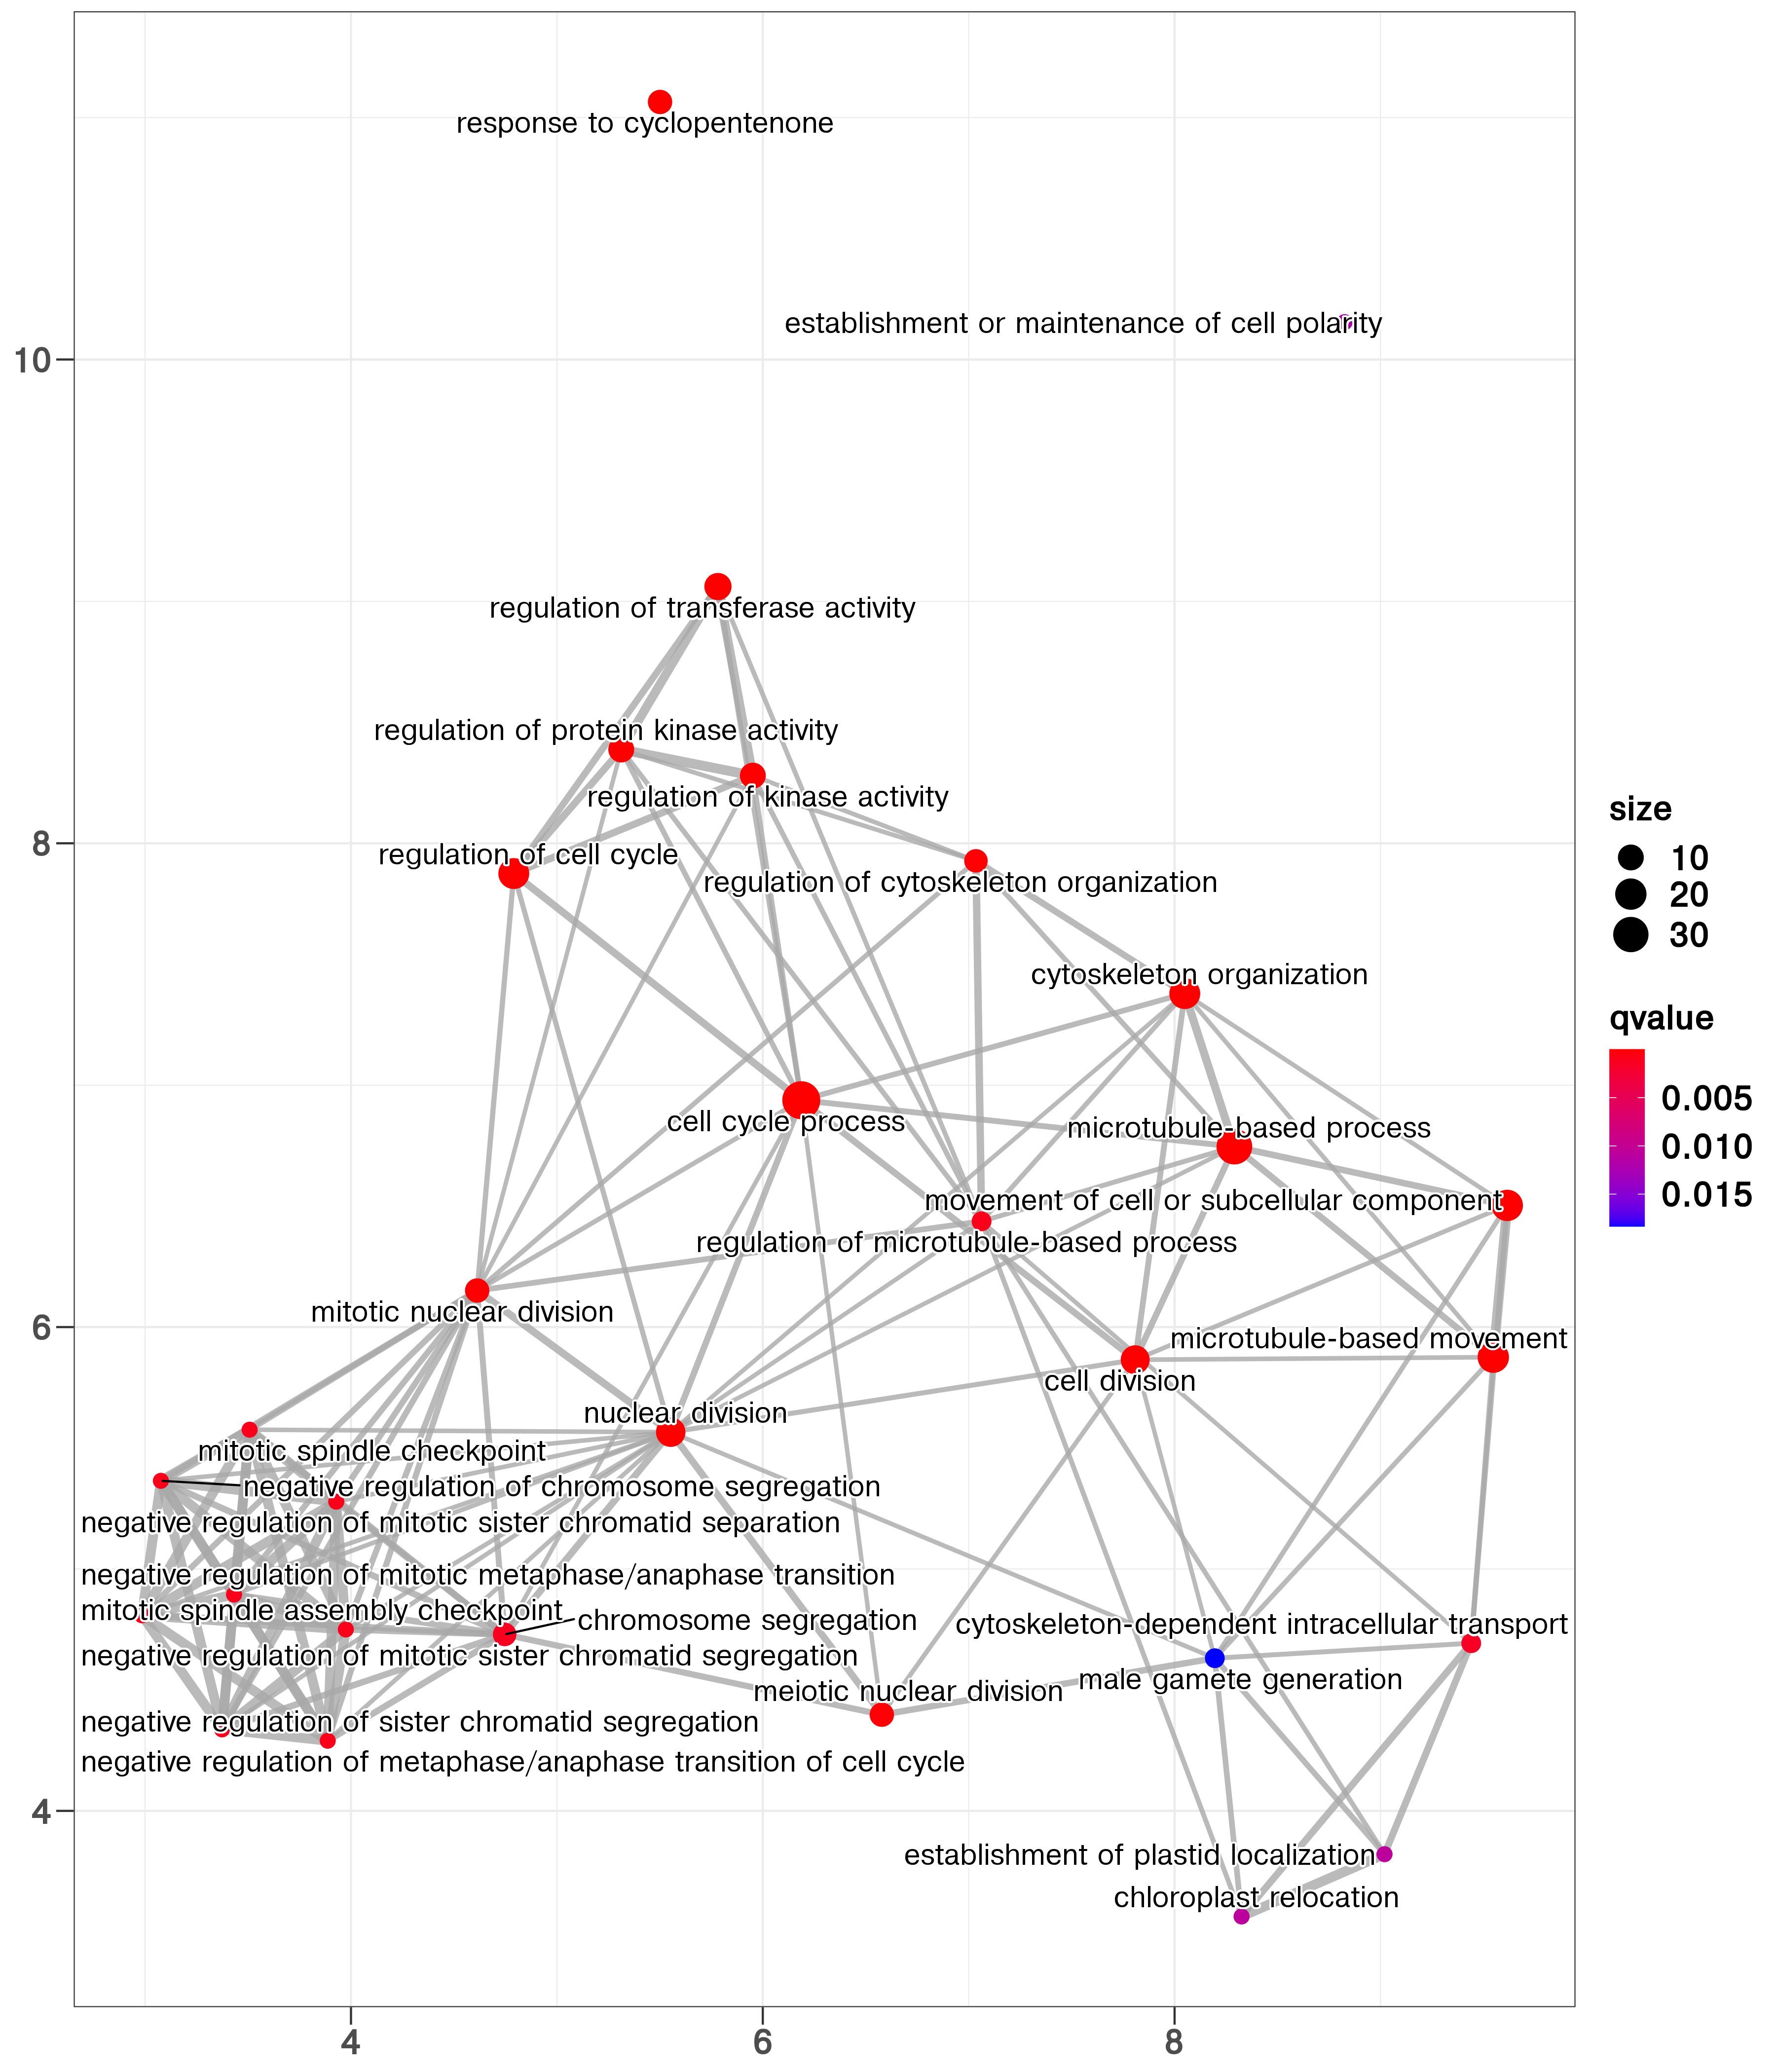 response to cyclopentenone
establishment or maintenance of cell polarity
10
regulation of transferase activity
regulation of protein kinase activity
regulation of kinase activity
8
regulation of cell cycle
regulation of cytoskeleton organization
cytoskeleton organization
cell cycle process
microtubule-based process
movement of cell or subcellular component
regulation of microtubule-based process
mitotic nuclear division
6
microtubule-based movement
cell division
nuclear division
mitotic spindle checkpoint
negative regulation of chromosome segregation
negative regulation of mitotic sister chromatid separation
negative regulation of mitotic metaphase/anaphase transition
mitotic spindle assembly checkpoint
chromosome segregation
cytoskeleton-dependent intracellular transport
negative regulation of mitotic sister chromatid segregation
male gamete generation
meiotic nuclear division
negative regulation of sister chromatid segregation
negative regulation of metaphase/anaphase transition of cell cycle
4
establishment of plastid localization
chloroplast relocation
4 6 8
size
10
20
30
qvalue
0.005
0.010
0.015